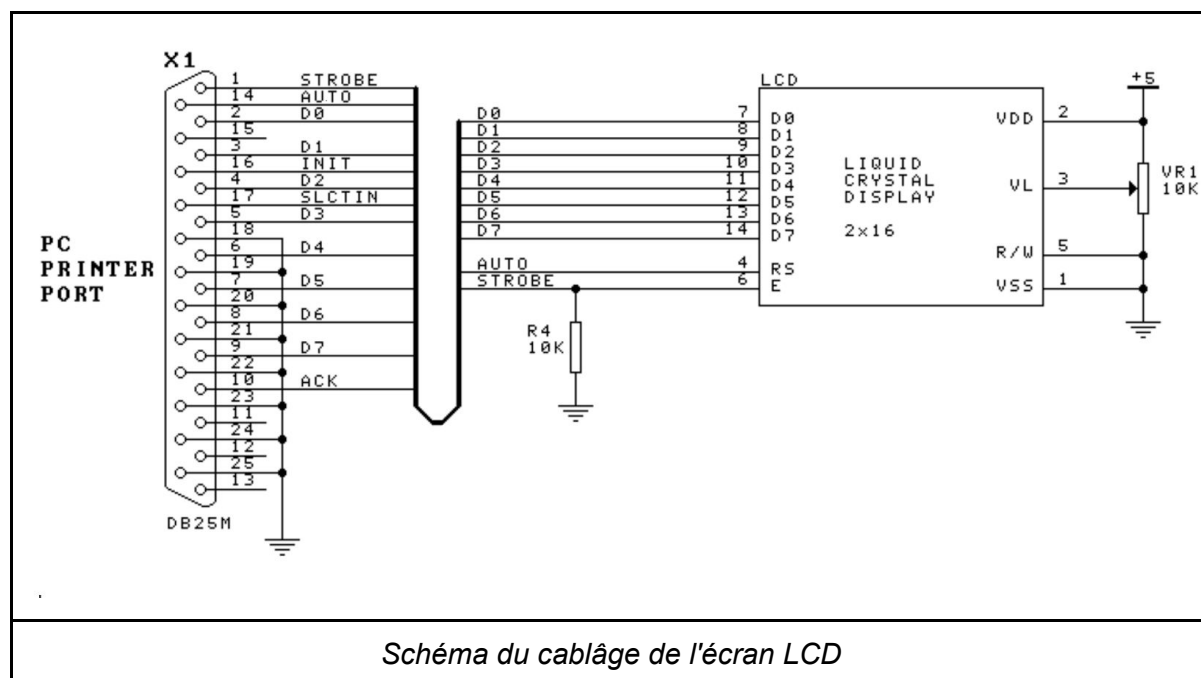 X1
1 STROBE
14 AUTO
2 D0
15
3 D1
16 INIT
4 D2
17 SLCTIN
5 D3
18
6 D4
19
7 D5
20
8 D6
21
9 D7
22
10 ACK
23
11
24
12
25
13
PC
PRINTER
PORT
DB25M
D0 7 D0
D1 8 D1
D2 9 D2
D3 10 D3
D4 11 D4
D5 12 D5
D6 13 D6
D7 14 D7
AUTO 4 RS
STROBE 6 E
R4
10K
LCD
LIQUID
CRYSTAL
DISPLAY
2x16
VDD 2
VL 3
R/W 5
VSS 1
+5
VR1
10K
Schéma du cablâge de l'écran LCD